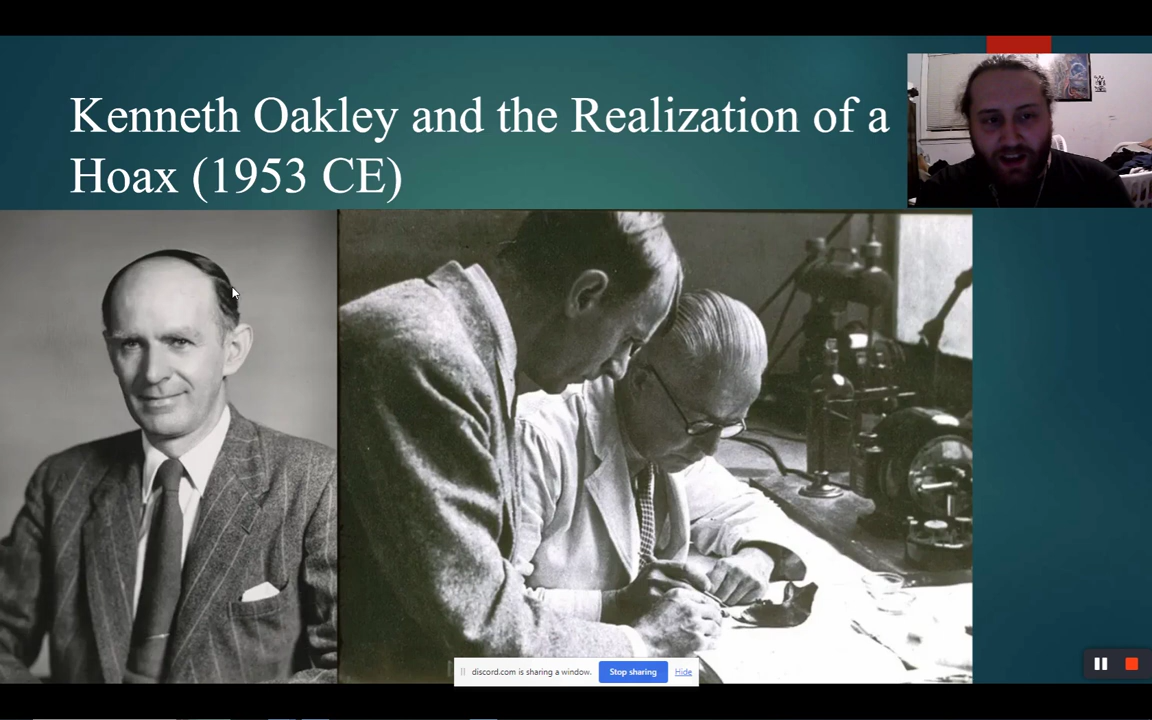 Kenneth Oakley and the Realization of a
Hoax (1953 CE)
discord.com is sharing a window. Stop sharing Hide